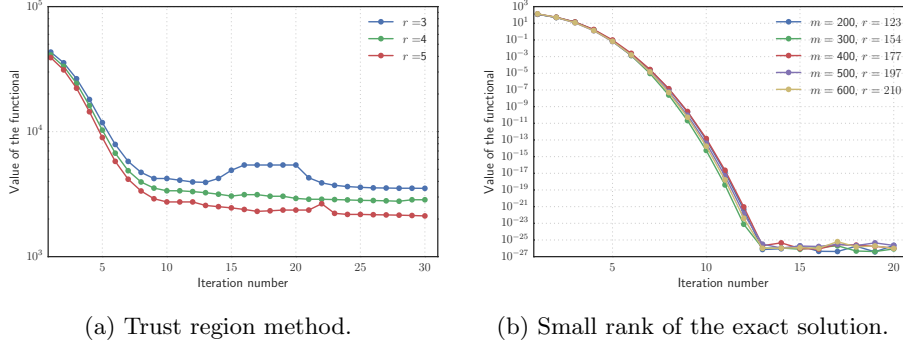 10^5
10^4
10^3
Value of the functional
5
10
15
20
25
30
Iteration number
r =3
r =4
r =5
(a) Trust region method.
10^3
10^1
10^-1
10^-3
10^-5
10^-7
10^-9
10^-11
10^-13
10^-15
10^-17
10^-19
10^-21
10^-23
10^-25
10^-27
Value of the functional
5
10
15
20
Iteration number
m = 200, r = 123
m = 300, r = 154
m = 400, r = 177
m = 500, r = 197
m = 600, r = 210
(b) Small rank of the exact solution.